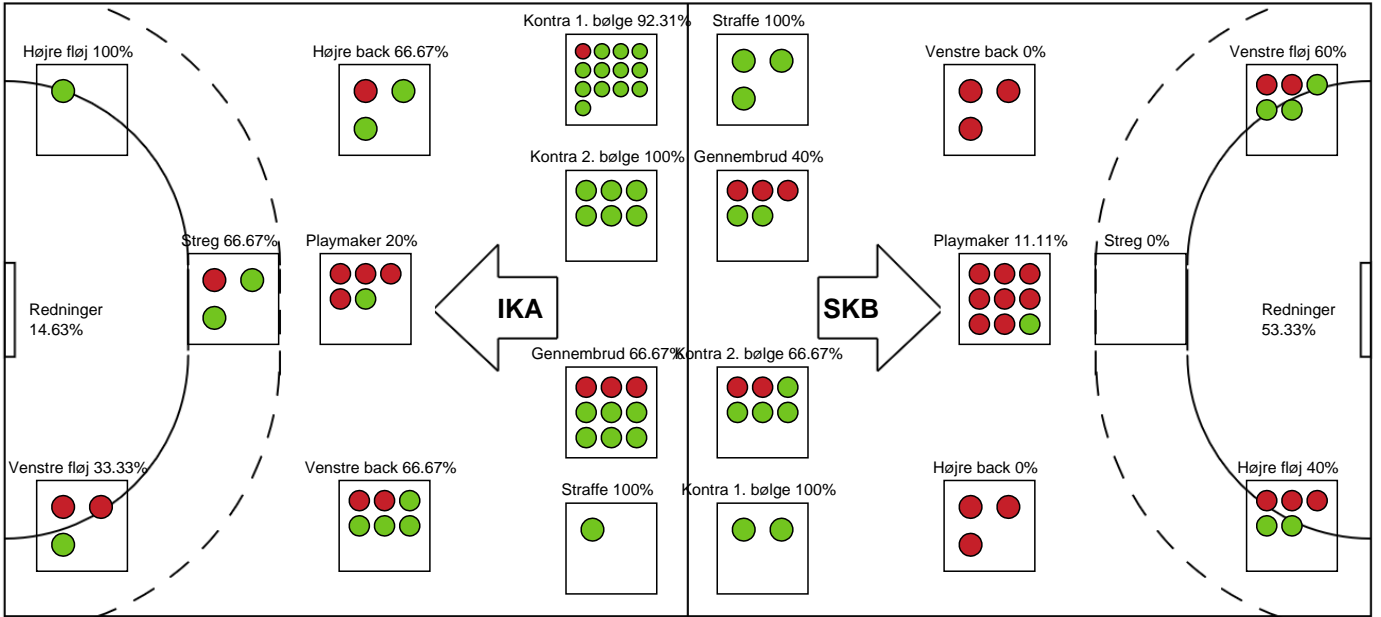 Kontra 1. bølge 92.31%
Straffe 100%
Højre fløj 100%
Højre back 66.67%
Venstre back 0%
Venstre fløj 60%
Kontra 2. bølge 100%
Gennembrud 40%
Streg 66.67%
Playmaker 20%
Playmaker 11.11%
Streg 0%
Redninger
14.63%
IKA
SKB
Redninger
53.33%
Gennembrud 66.67%
Kontra 2. bølge 66.67%
Venstre fløj 33.33%
Venstre back 66.67%
Højre back 0%
Højre fløj 40%
Straffe 100%
Kontra 1. bølge 100%